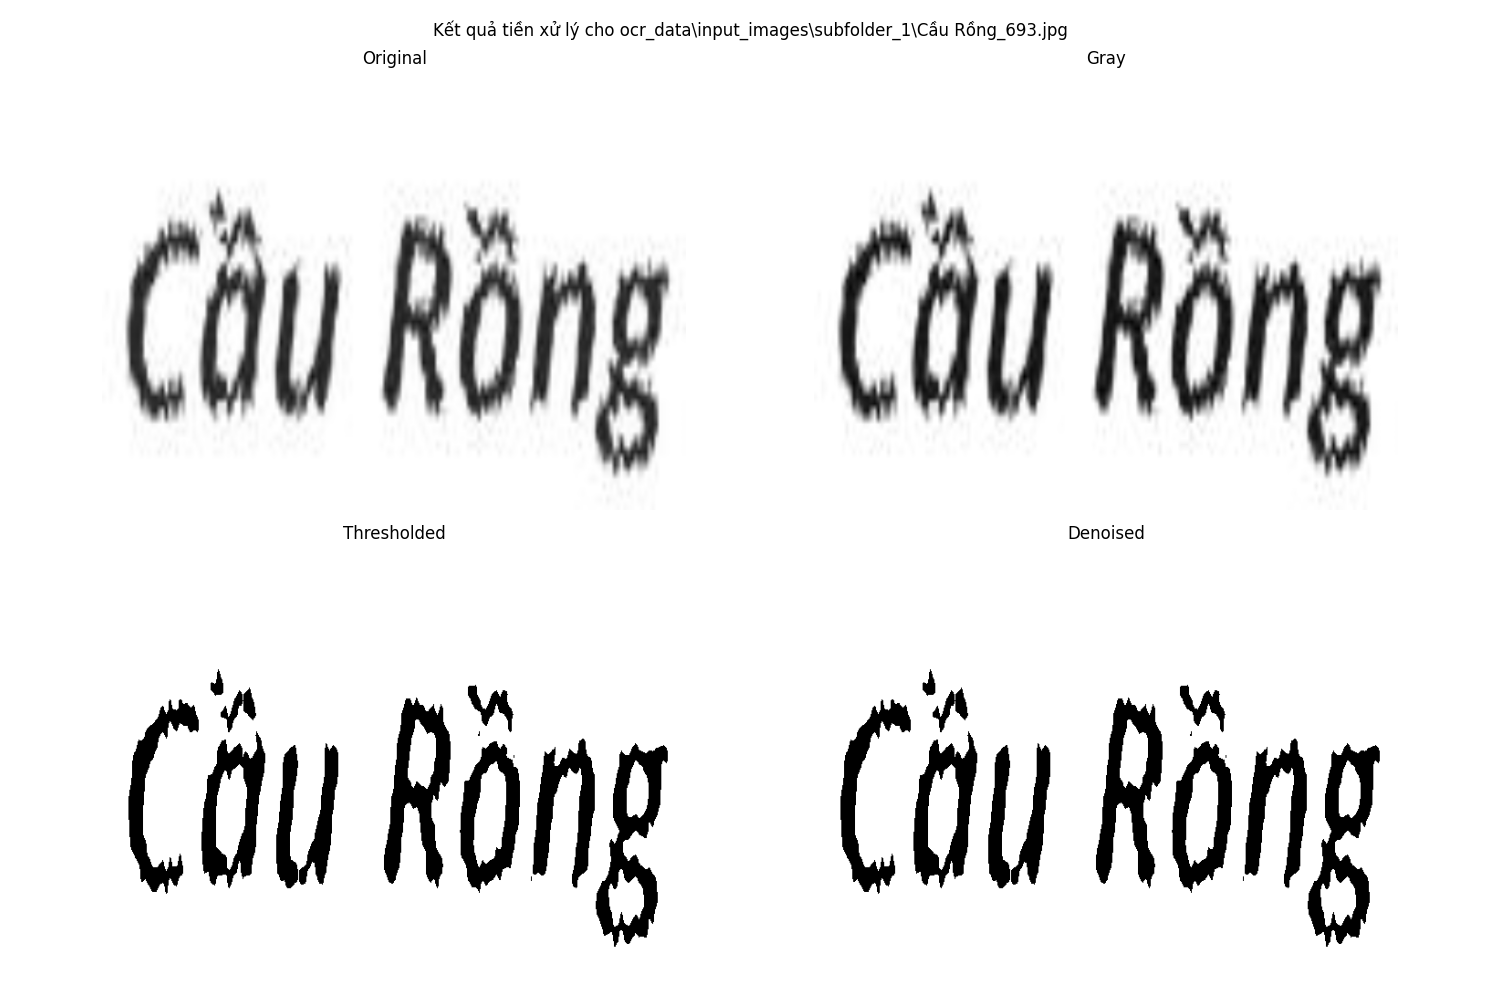 Kết quả tiền xử lý cho ocr_data\input_images\subfolder_1\Cầu Rồng_693.jpg
Original
Gray
Cầu Rồng
Cầu Rồng
Thresholded
Denoised
Cầu Rồng
Cầu Rồng